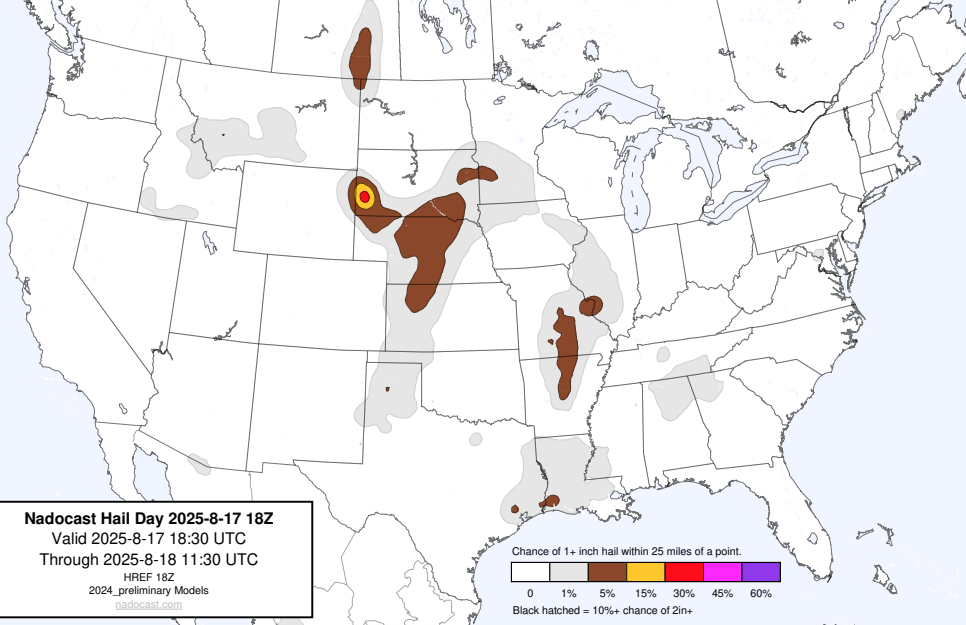 Nadocast Hail Day 2025-8-17 18Z
Valid 2025-8-17 18:30 UTC
Through 2025-8-18 11:30 UTC
HREF 18Z
2024_preliminary Models
nadocast.com
Chance of 1+ inch hail within 25 miles of a point.
0 1% 5% 15% 30% 45% 60%
Black hatched = 10%+ chance of 2in+